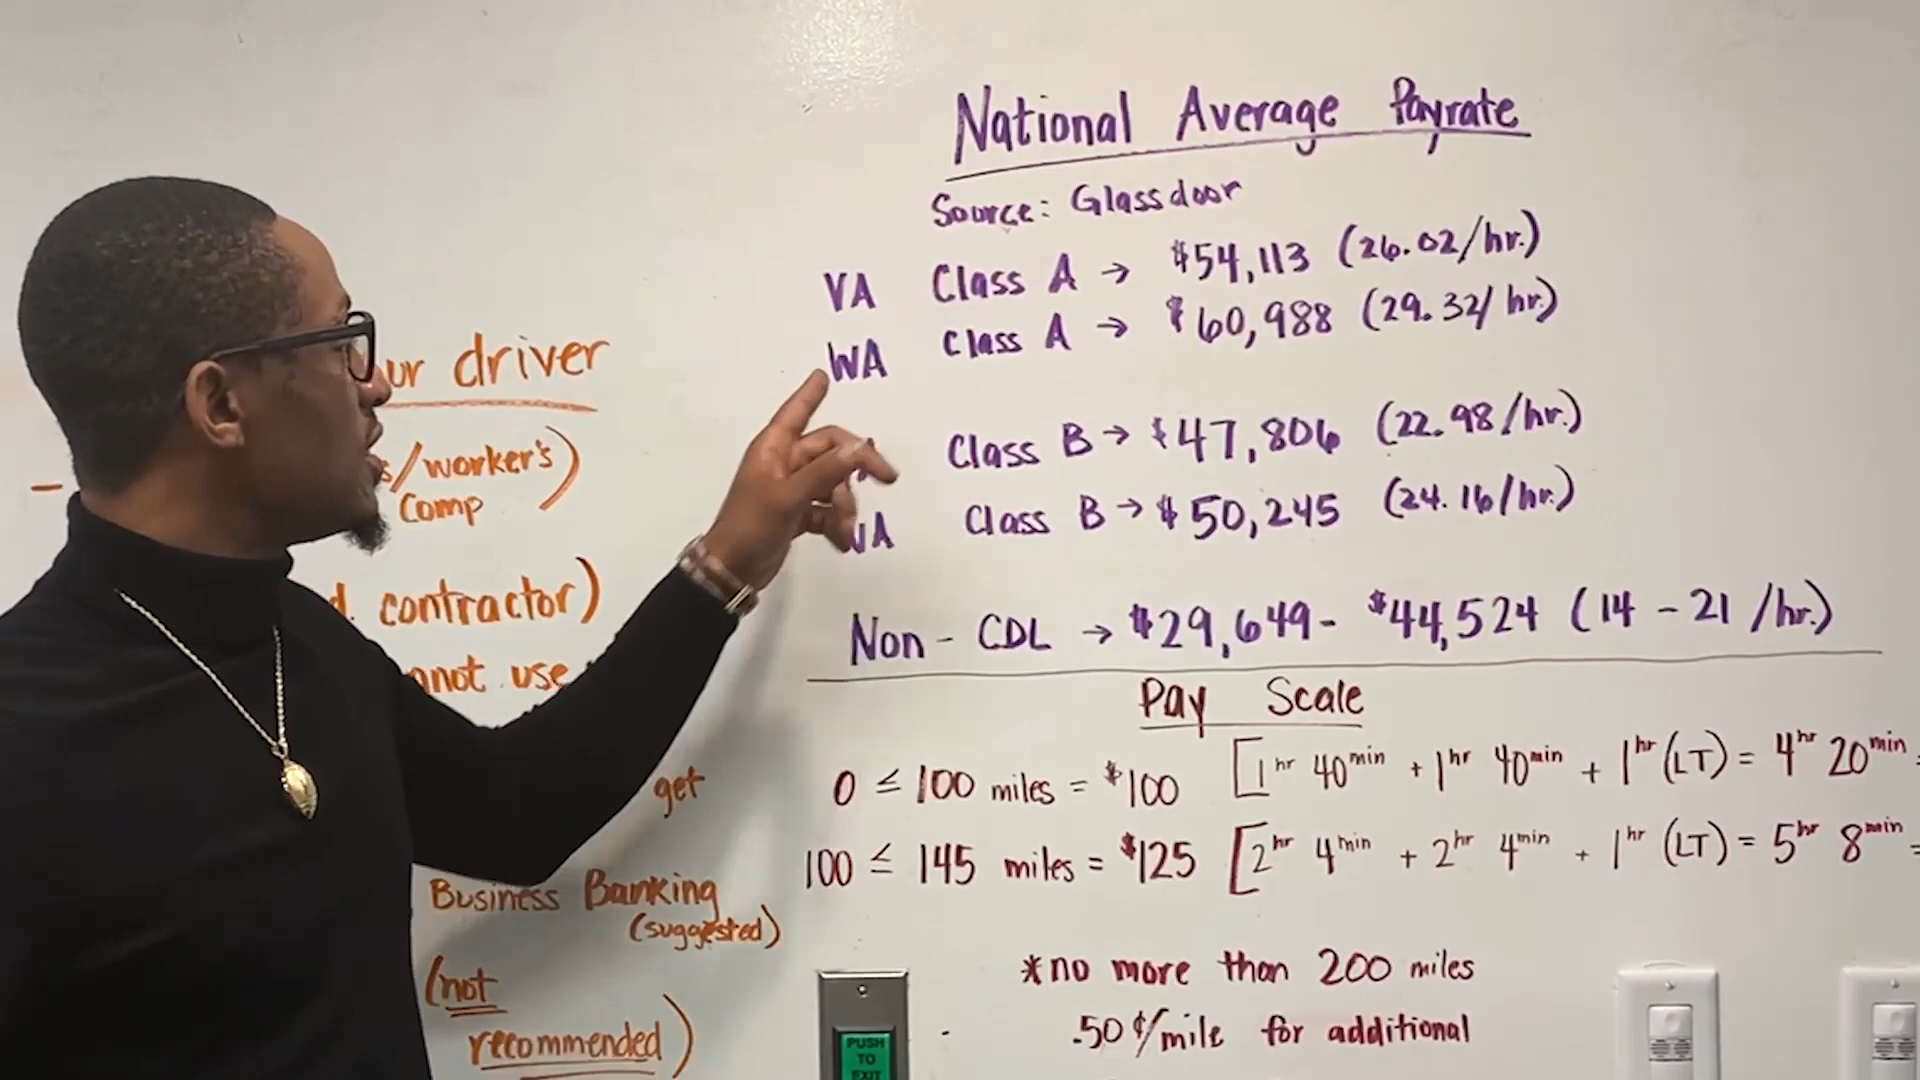 ur driver
s/worker's)
Comp
d. contractor)
nnot use
get
Business Banking
(suggested)
(not
recommended)
National Average Payrate
Source: Glassdoor
VA Class A → $54,113 (26.02/hr.)
WA Class A → $60,988 (29.32/hr)
Class B → $47,806 (22.98/hr.)
WA Class B → $50,245 (24.16/hr.)
Non-CDL → $29,649 - $44,524 (14 - 21 /hr.)
Pay Scale
0 ≤ 100 miles = $100 [1hr 40min + 1hr 40min + 1hr (LT) = 4hr 20min =
100 ≤ 145 miles = $125 [2hr 4min + 2hr 4min + 1hr (LT) = 5hr 8min =
*no more than 200 miles
.50¢/mile for additional
PUSH
TO
EXIT